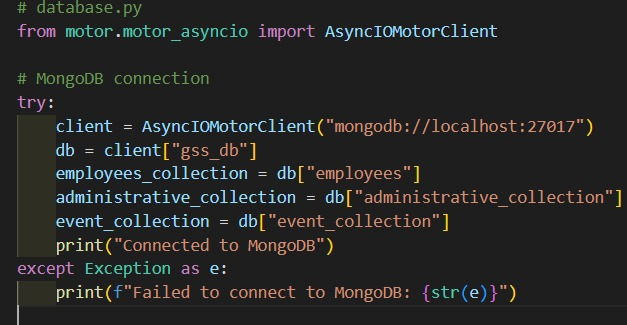 # database.py
from motor.motor_asyncio import AsyncIOMotorClient

# MongoDB connection
try:
    client = AsyncIOMotorClient("mongodb://localhost:27017")
    db = client["gss_db"]
    employees_collection = db["employees"]
    administrative_collection = db["administrative_collection"]
    event_collection = db["event_collection"]
    print("Connected to MongoDB")
except Exception as e:
    print(f"Failed to connect to MongoDB: {str(e)}")